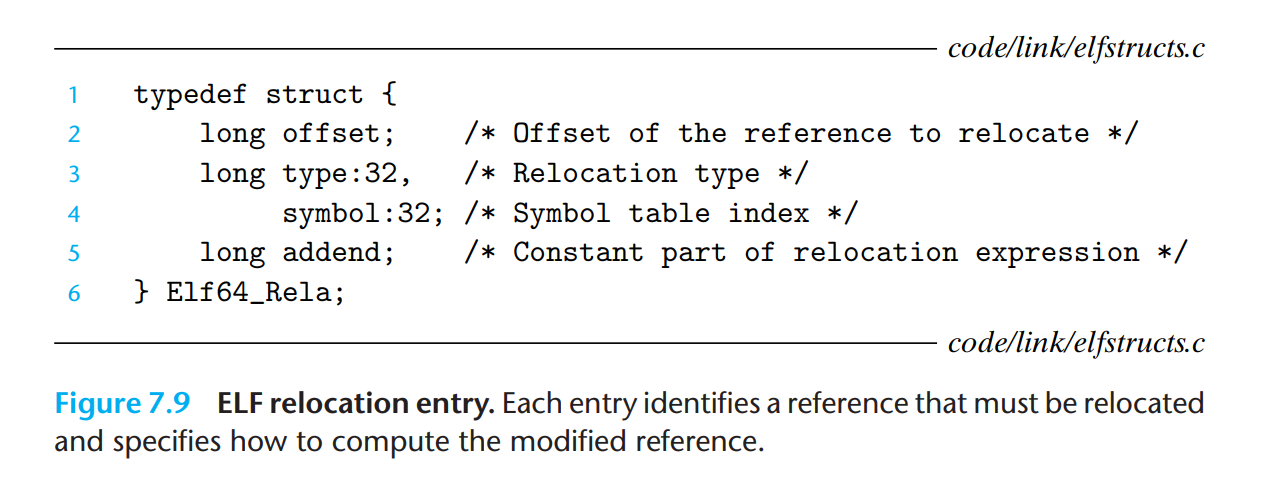 code/link/elfstructs.c
1 typedef struct {
2 long offset; /* Offset of the reference to relocate */
3 long type:32, /* Relocation type */
4 symbol:32; /* Symbol table index */
5 long addend; /* Constant part of relocation expression */
6 } Elf64_Rela;
code/link/elfstructs.c
Figure 7.9 ELF relocation entry. Each entry identifies a reference that must be relocated
and specifies how to compute the modified reference.